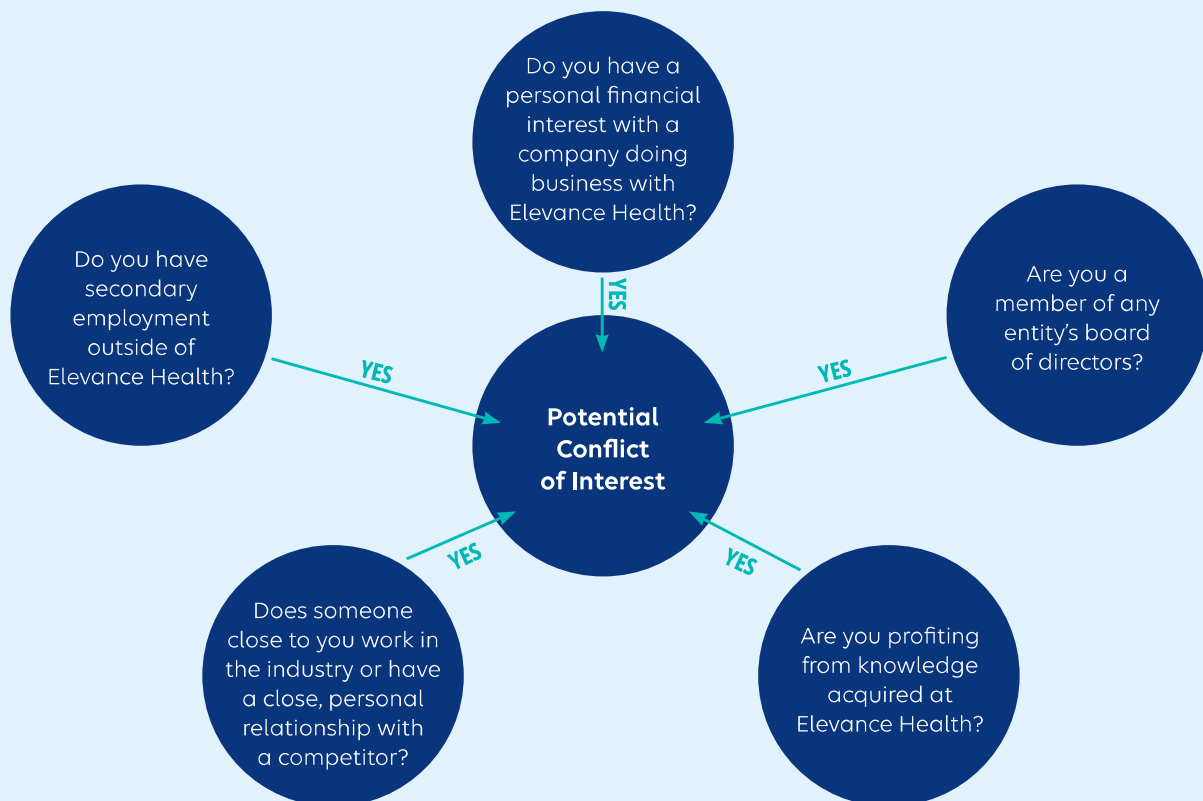 Do you have a
personal financial
interest with a
company doing
business with
Elevance Health?
YES
Do you have
secondary
employment
outside of
Elevance Health?
YES
Are you a
member of any
entity’s board
of directors?
YES
Potential
Conflict
of Interest
Does someone
close to you work in
the industry or have
a close, personal
relationship with
a competitor?
YES
Are you profiting
from knowledge
acquired at
Elevance Health?
YES